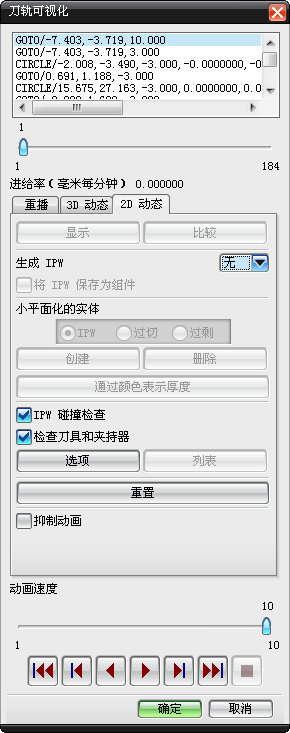 刀轨可视化
GOTO/-7.403,-3.719,10.000
GOTO/-7.403,-3.719,3.000
CIRCLE/-2.008,-3.490,-3.000,-0.0000000,-0
GOTO/0.691,1.188,-3.000
CIRCLE/15.675,27.163,-3.000,0.0000000,0.0
1
1 184
进给率（毫米每分钟） 0.000000
重播 3D 动态 2D 动态
显示 比较
生成 IPW 无
将 IPW 保存为组件
小平面化的实体
IPW 过切 过剩
创建 删除
通过颜色表示厚度
IPW 碰撞检查
检查刀具和夹持器
选项 列表
重置
抑制动画
动画速度
10
1 10
确定 取消